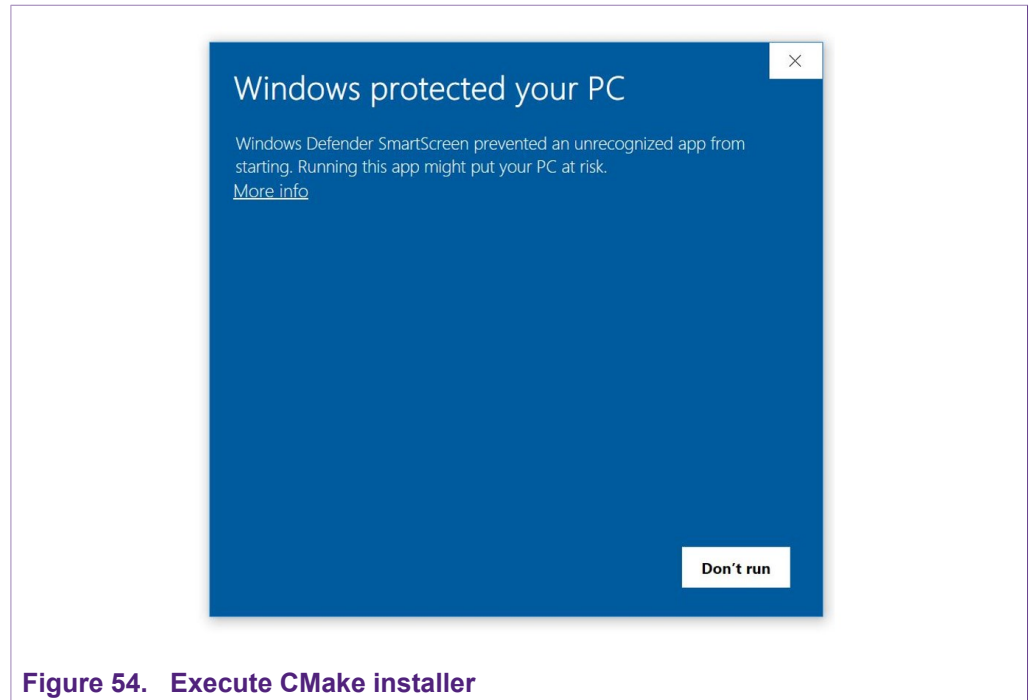 Windows protected your PC
Windows Defender SmartScreen prevented an unrecognized app from
starting. Running this app might put your PC at risk.
More info
Don't run
Figure 54. Execute CMake installer